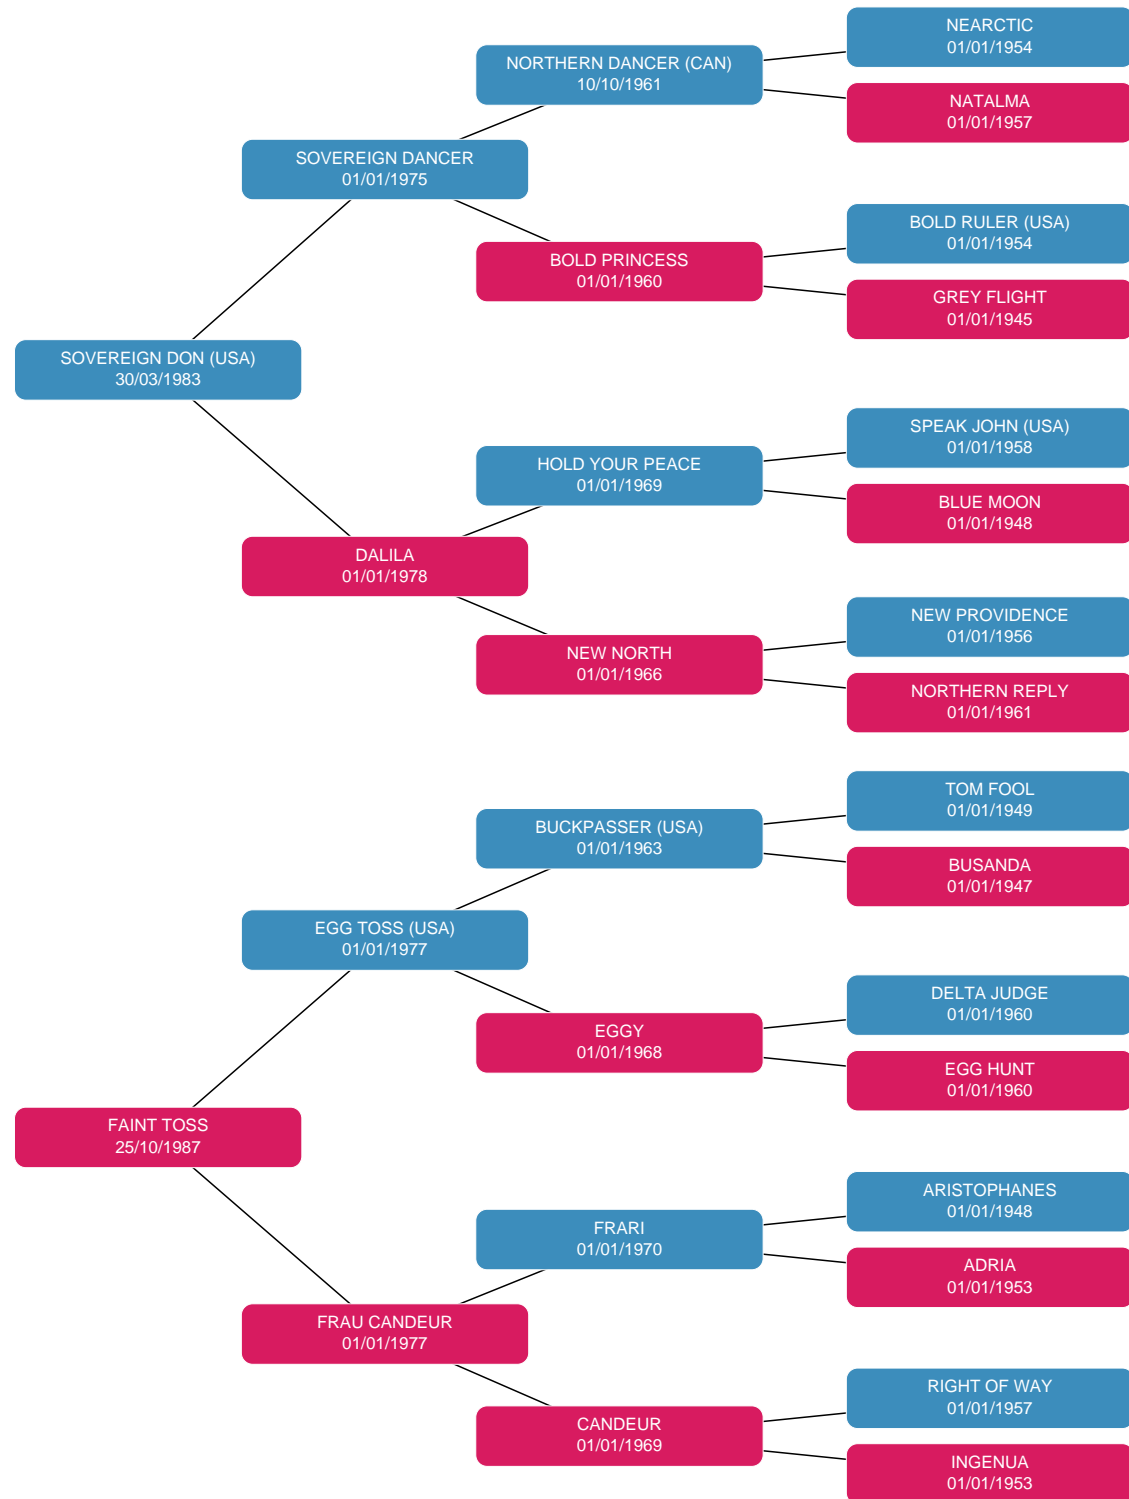 NEARCTIC
01/01/1954
NORTHERN DANCER (CAN)
10/10/1961
NATALMA
01/01/1957
SOVEREIGN DANCER
01/01/1975
BOLD RULER (USA)
01/01/1954
BOLD PRINCESS
01/01/1960
GREY FLIGHT
01/01/1945
SOVEREIGN DON (USA)
30/03/1983
SPEAK JOHN (USA)
01/01/1958
HOLD YOUR PEACE
01/01/1969
BLUE MOON
01/01/1948
DALILA
01/01/1978
NEW PROVIDENCE
01/01/1956
NEW NORTH
01/01/1966
NORTHERN REPLY
01/01/1961
TOM FOOL
01/01/1949
BUCKPASSER (USA)
01/01/1963
BUSANDA
01/01/1947
EGG TOSS (USA)
01/01/1977
DELTA JUDGE
01/01/1960
EGGY
01/01/1968
EGG HUNT
01/01/1960
FAINT TOSS
25/10/1987
ARISTOPHANES
01/01/1948
FRARI
01/01/1970
ADRIA
01/01/1953
FRAU CANDEUR
01/01/1977
RIGHT OF WAY
01/01/1957
CANDEUR
01/01/1969
INGENUA
01/01/1953